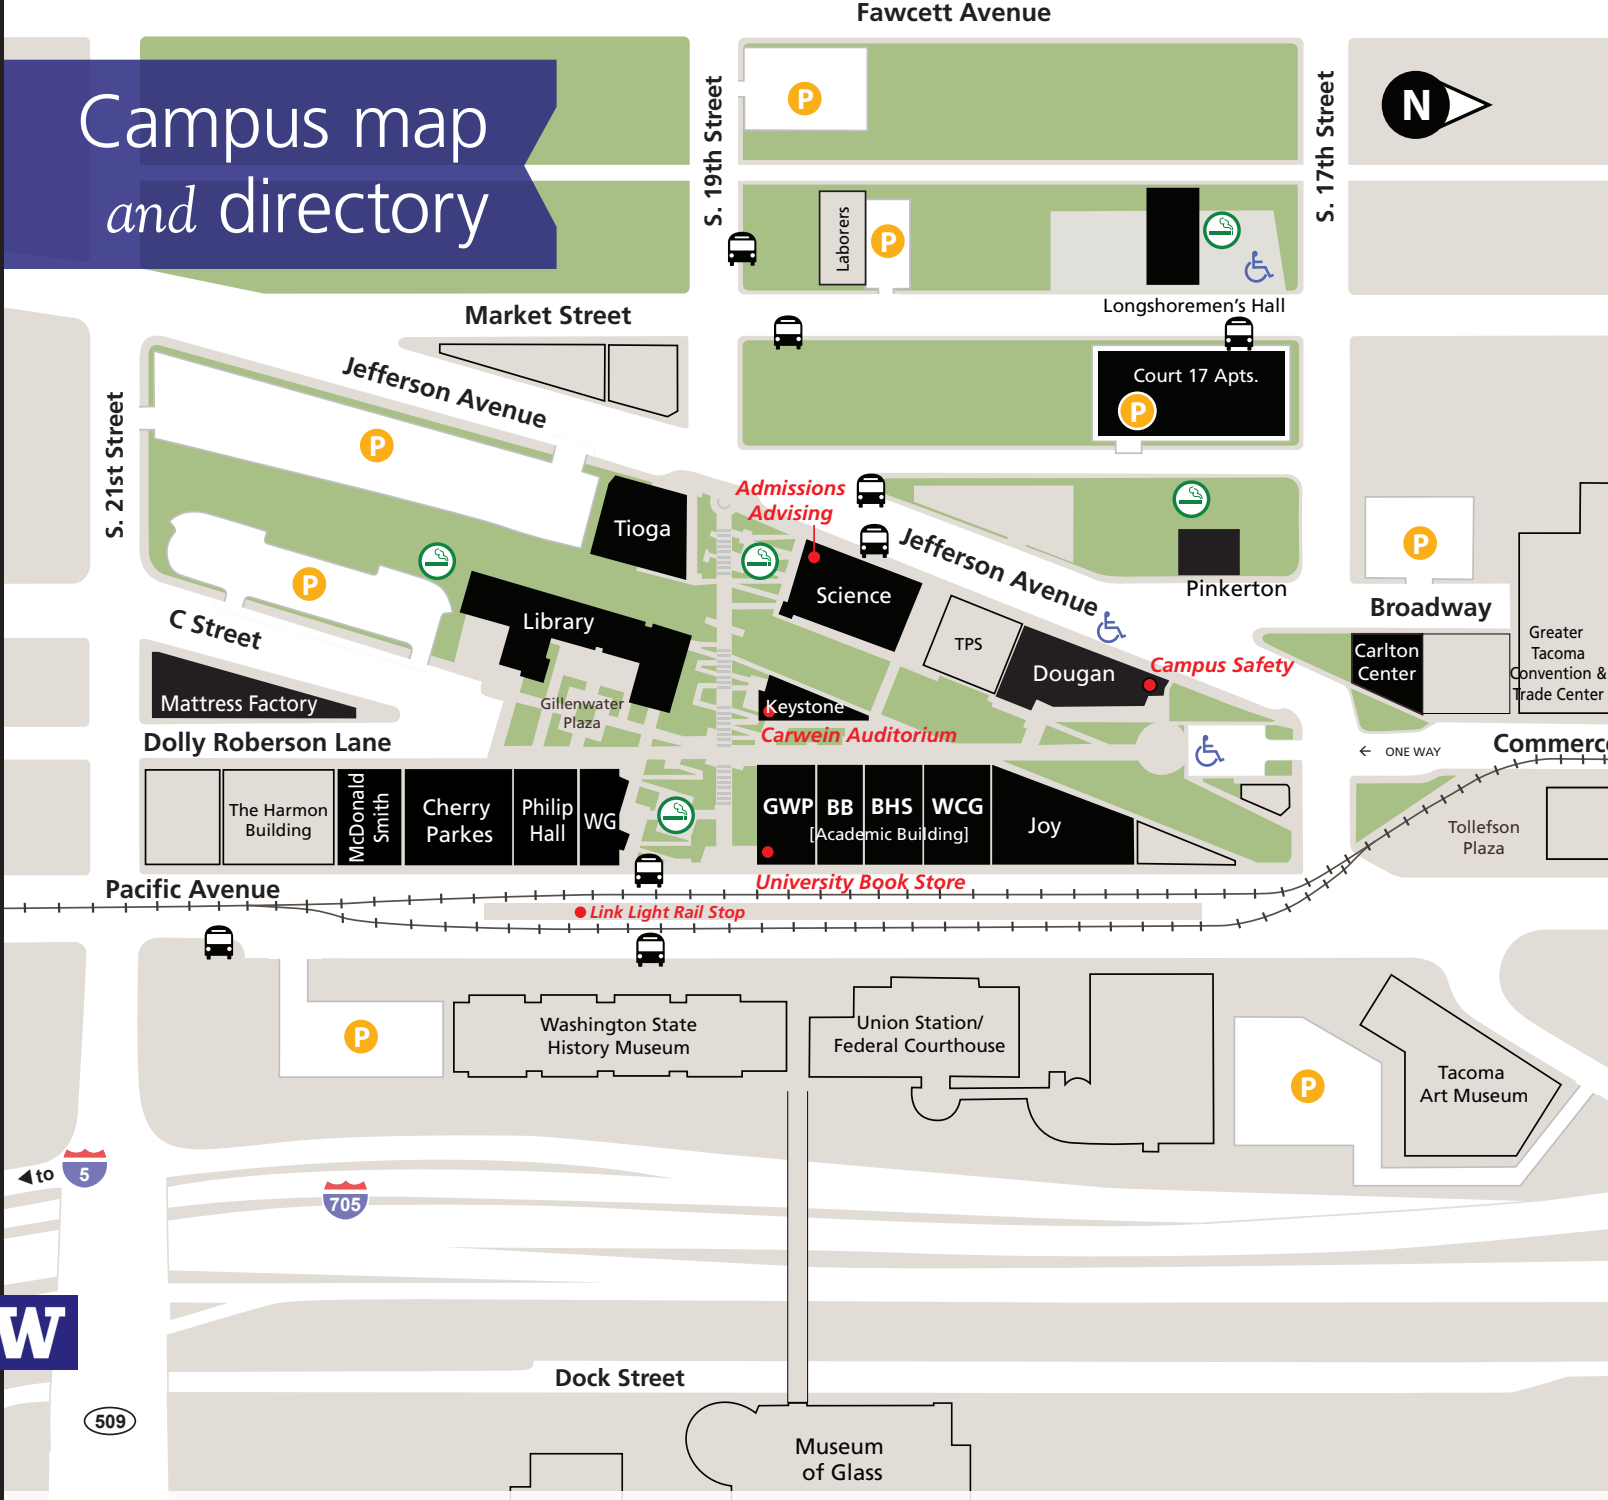 Fawcett Avenue
Campus map
and directory
S. 19th Street
S. 17th Street
N
P
Laborers
P
Longshoremen's Hall
Market Street
Jefferson Avenue
S. 21st Street
P
Court 17 Apts.
P
Admissions
Advising
Tioga
Jefferson Avenue
Science
Pinkerton
P
Broadway
P
C Street
Library
TPS
Dougan
Campus Safety
Carlton
Center
Greater
Tacoma
Convention &
Trade Center
Mattress Factory
Gillenwater
Plaza
Keystone
Carwein Auditorium
Dolly Roberson Lane
← ONE WAY
Commerc
The Harmon
Building
McDonald
Smith
Cherry
Parkes
Philip
Hall
WG
GWP
BB
BHS
WCG
[Academic Building]
Joy
Tollefson
Plaza
Pacific Avenue
University Book Store
Link Light Rail Stop
P
Washington State
History Museum
Union Station/
Federal Courthouse
P
Tacoma
Art Museum
to
5
705
W
Dock Street
509
Museum
of Glass